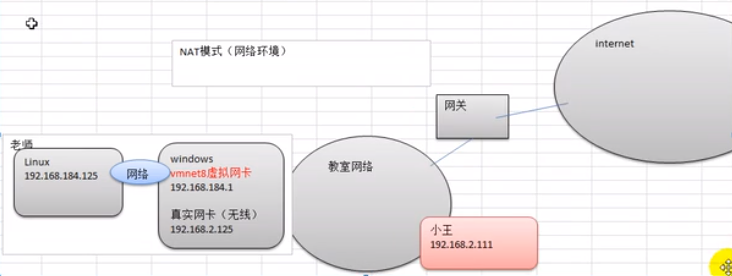 NAT模式（网络环境）
internet
网关
老师
Linux
192.168.184.125
网络
windows
vmnet8虚拟网卡
192.168.184.1
真实网卡（无线）
192.168.2.125
教室网络
小王
192.168.2.111